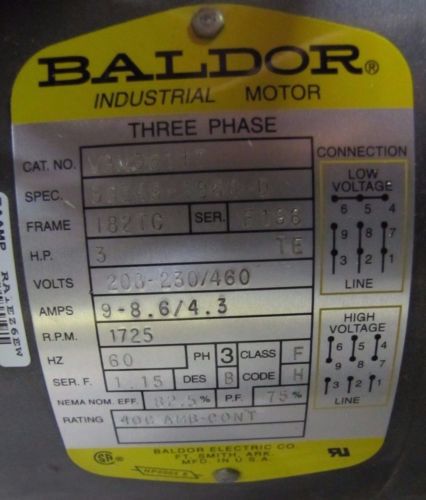 BALDOR®
INDUSTRIAL MOTOR
THREE PHASE
CAT. NO.
SPEC.
FRAME 182TC SER.
H.P. 3 TE
VOLTS 208-230/460
AMPS 9-8.6/4.3
R.P.M. 1725
HZ 60 PH 3 CLASS F
SER. F. 1.15 DES B CODE H
NEMA NOM. EFF. 82.5 % P.F. 75 %
RATING 40C AMB-CONT
BALDOR ELECTRIC CO.
FT. SMITH, ARK.
MFD. IN U.S.A.
CONNECTION
LOW
VOLTAGE
6 5 4
9 8 7
3 2 1
LINE
HIGH
VOLTAGE
6 5 4
9 8 7
3 2 1
LINE